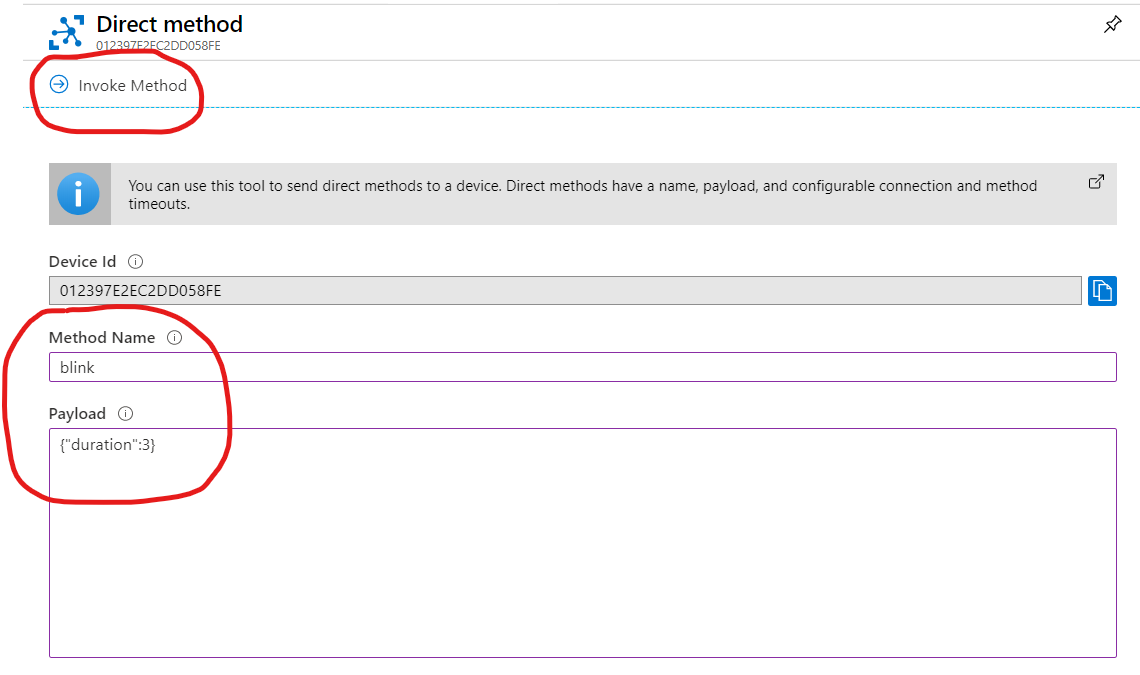 Direct method
012397E2EC2DD058FE
Invoke Method
You can use this tool to send direct methods to a device. Direct methods have a name, payload, and configurable connection and method
timeouts.
Device Id
012397E2EC2DD058FE
Method Name
blink
Payload
{"duration":3}